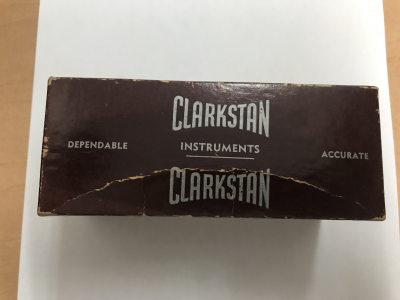 CLARKSTAN
DEPENDABLE INSTRUMENTS ACCURATE
CLARKSTAN